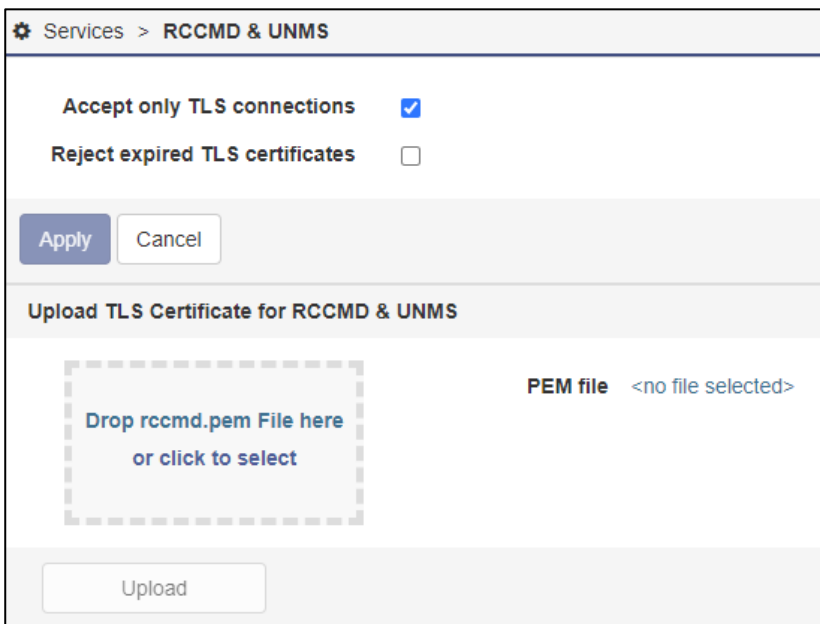 Services > RCCMD & UNMS
Accept only TLS connections
Reject expired TLS certificates
Apply Cancel
Upload TLS Certificate for RCCMD & UNMS
Drop rccmd.pem File here
or click to select
PEM file <no file selected>
Upload